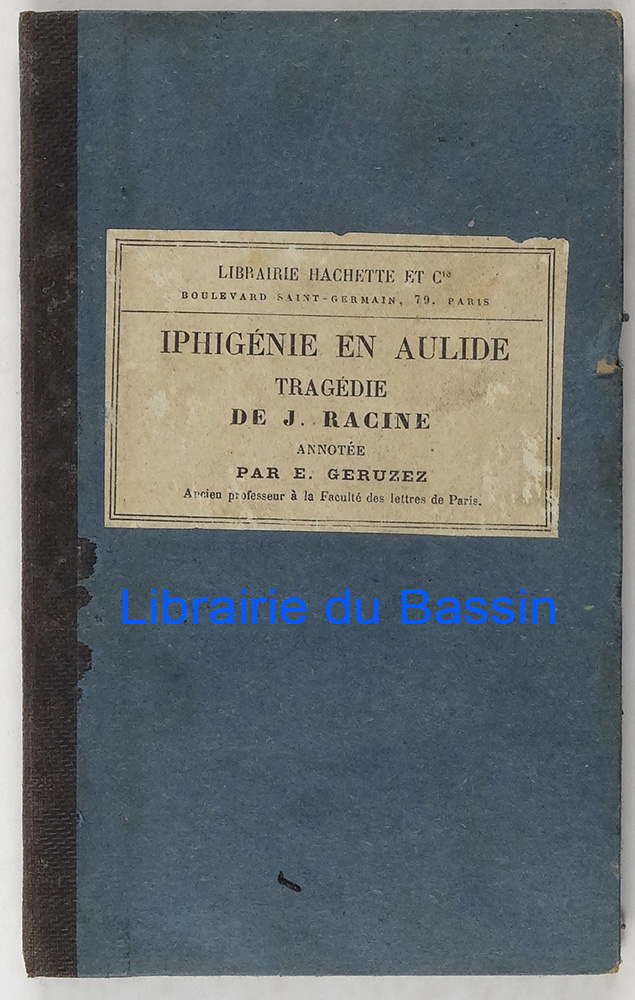 LIBRAIRIE HACHETTE ET Cie
BOULEVARD SAINT-GERMAIN, 79. PARIS
IPHIGÉNIE EN AULIDE
TRAGÉDIE
DE J. RACINE
ANNOTÉE
PAR E. GERUZEZ
Ancien professeur à la Faculté des lettres de Paris.
Librairie du Bassin